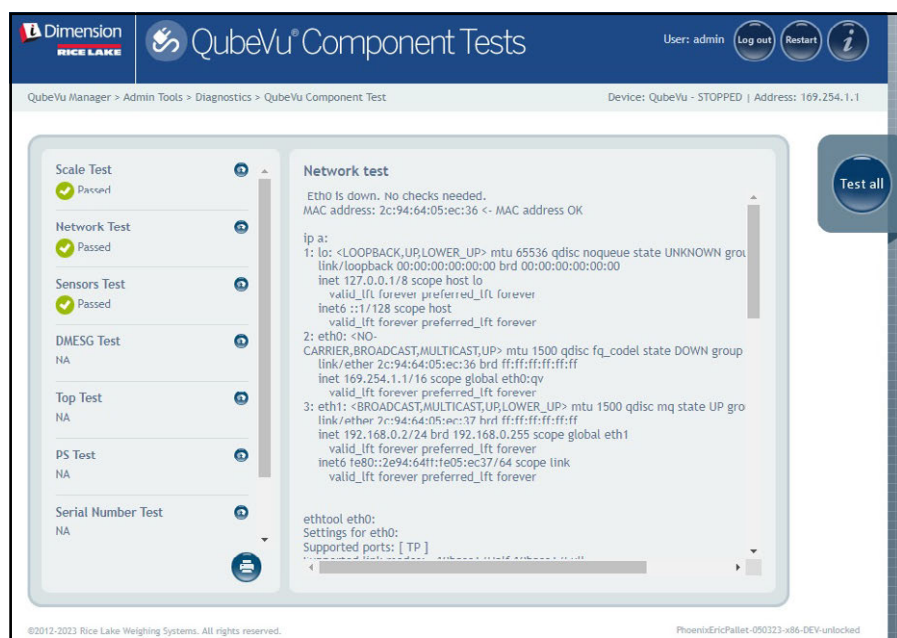 iDimension
RICE LAKE
QubeVu® Component Tests
User: admin
Log out
Restart
i
QubeVu Manager > Admin Tools > Diagnostics > QubeVu Component Test
Device: QubeVu - STOPPED | Address: 169.254.1.1
Scale Test
Passed
Network Test
Passed
Sensors Test
Passed
DMESG Test
NA
Top Test
NA
PS Test
NA
Serial Number Test
NA
Network test
Eth0 is down. No checks needed.
MAC address: 2c:94:64:05:ec:36 <- MAC address OK
ip a:
1: lo: <LOOPBACK,UP,LOWER_UP> mtu 65536 qdisc noqueue state UNKNOWN grou
link/loopback 00:00:00:00:00:00 brd 00:00:00:00:00:00
inet 127.0.0.1/8 scope host lo
valid_lft forever preferred_lft forever
inet6 ::1/128 scope host
valid_lft forever preferred_lft forever
2: eth0: <NO-
CARRIER,BROADCAST,MULTICAST,UP> mtu 1500 qdisc fq_codel state DOWN group
link/ether 2c:94:64:05:ec:36 brd ff:ff:ff:ff:ff:ff
inet 169.254.1.1/16 scope global eth0:qv
valid_lft forever preferred_lft forever
3: eth1: <BROADCAST,MULTICAST,UP,LOWER_UP> mtu 1500 qdisc mq state UP gro
link/ether 2c:94:64:05:ec:37 brd ff:ff:ff:ff:ff:ff
inet 192.168.0.2/24 brd 192.168.0.255 scope global eth1
valid_lft forever preferred_lft forever
inet6 fe80::2e94:64ff:fe05:ec37/64 scope link
valid_lft forever preferred_lft forever
ethtool eth0:
Settings for eth0:
Supported ports: [ TP ]
Test all
©2012-2023 Rice Lake Weighing Systems. All rights reserved.
PhoenixEricPallet-050323-x86-DEV-unlocked